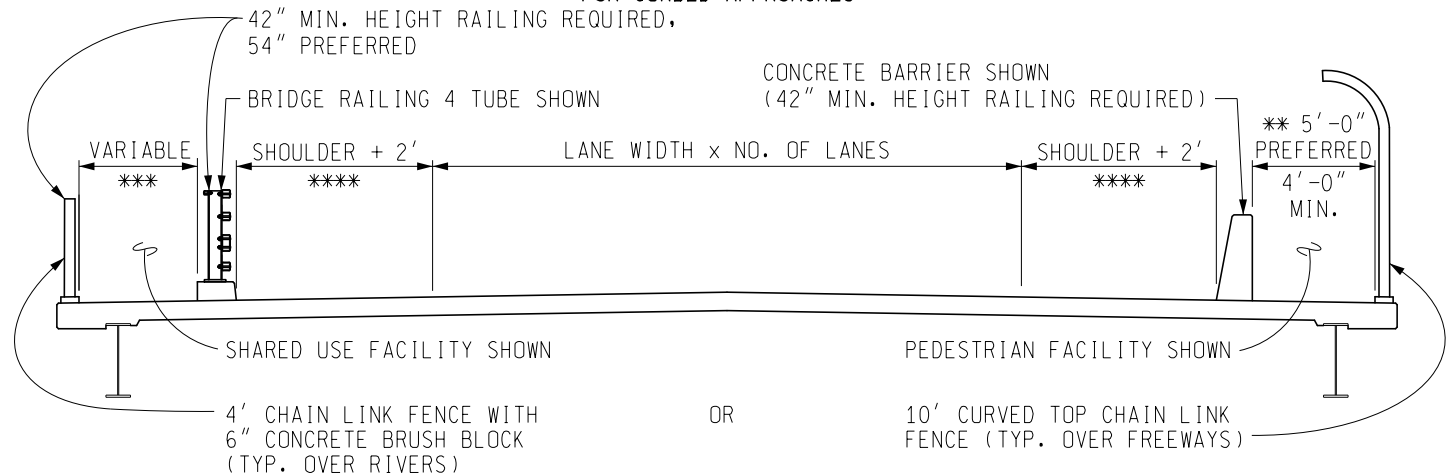 42" MIN. HEIGHT RAILING REQUIRED,
54" PREFERRED
BRIDGE RAILING 4 TUBE SHOWN
CONCRETE BARRIER SHOWN
(42" MIN. HEIGHT RAILING REQUIRED)
VARIABLE
***
SHOULDER + 2'
****
LANE WIDTH x NO. OF LANES
SHOULDER + 2'
****
** 5'-0"
PREFERRED
4'-0"
MIN.
SHARED USE FACILITY SHOWN
PEDESTRIAN FACILITY SHOWN
4' CHAIN LINK FENCE WITH
6" CONCRETE BRUSH BLOCK
(TYP. OVER RIVERS)
OR
10' CURVED TOP CHAIN LINK
FENCE (TYP. OVER FREEWAYS)